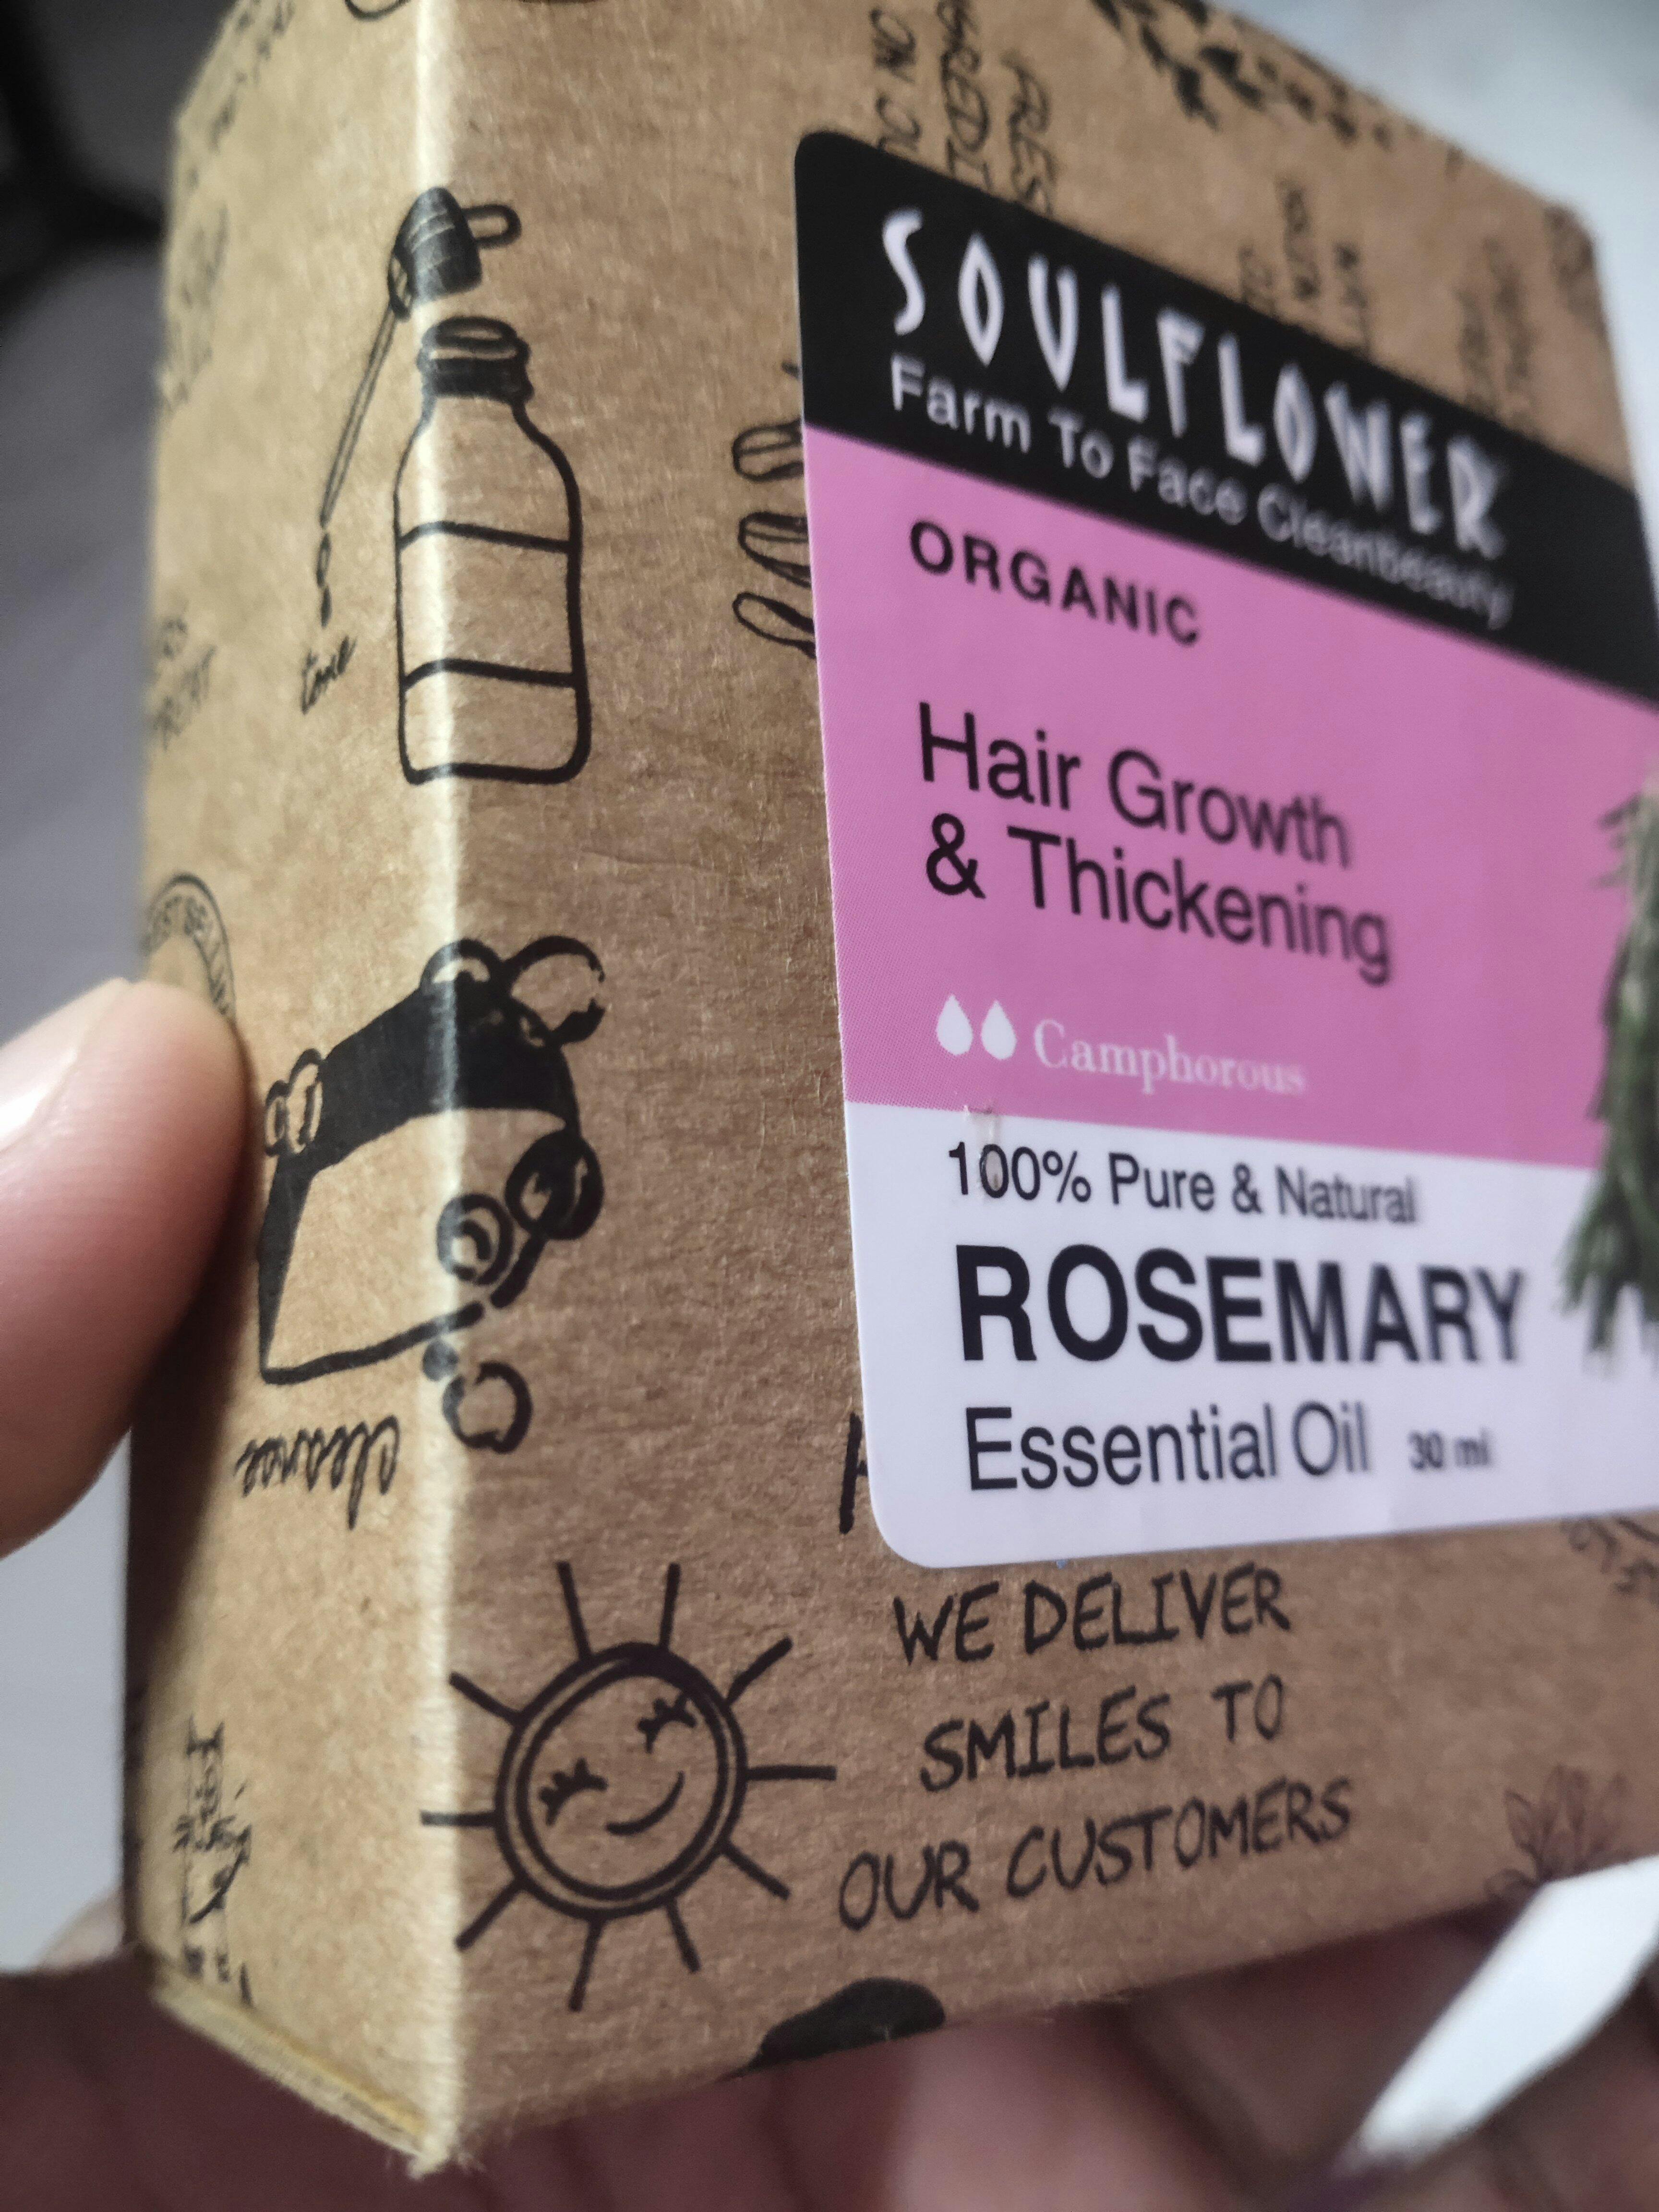 SOULFLOWER
Farm To Face Cleanbeauty
ORGANIC
Hair Growth
& Thickening
Camphorous
100% Pure & Natural
ROSEMARY
Essential Oil 30 ml
WE DELIVER
SMILES TO
OUR CUSTOMERS
tone
cleanse